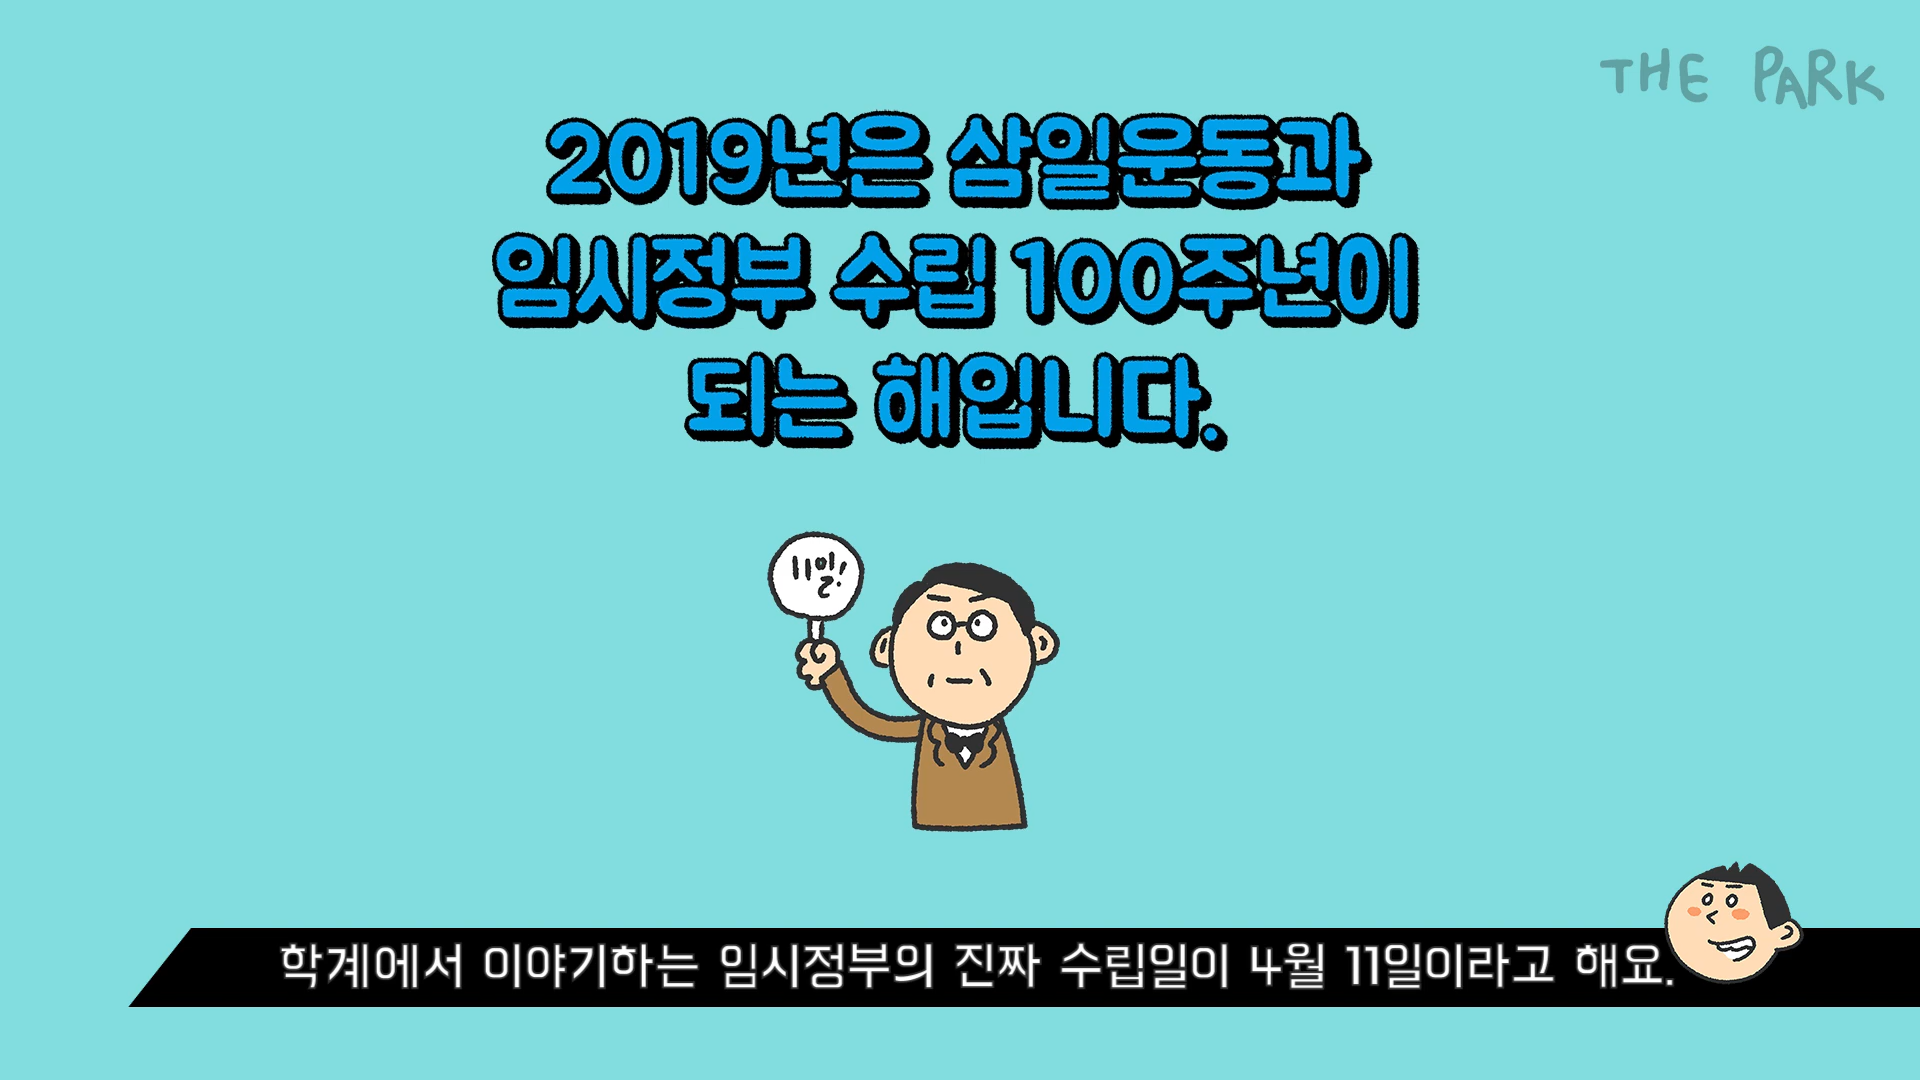 THE PARK
2019년은 삼일운동과
임시정부 수립 100주년이
되는 해입니다.
11일!
학계에서 이야기하는 임시정부의 진짜 수립일이 4월 11일이라고 해요.